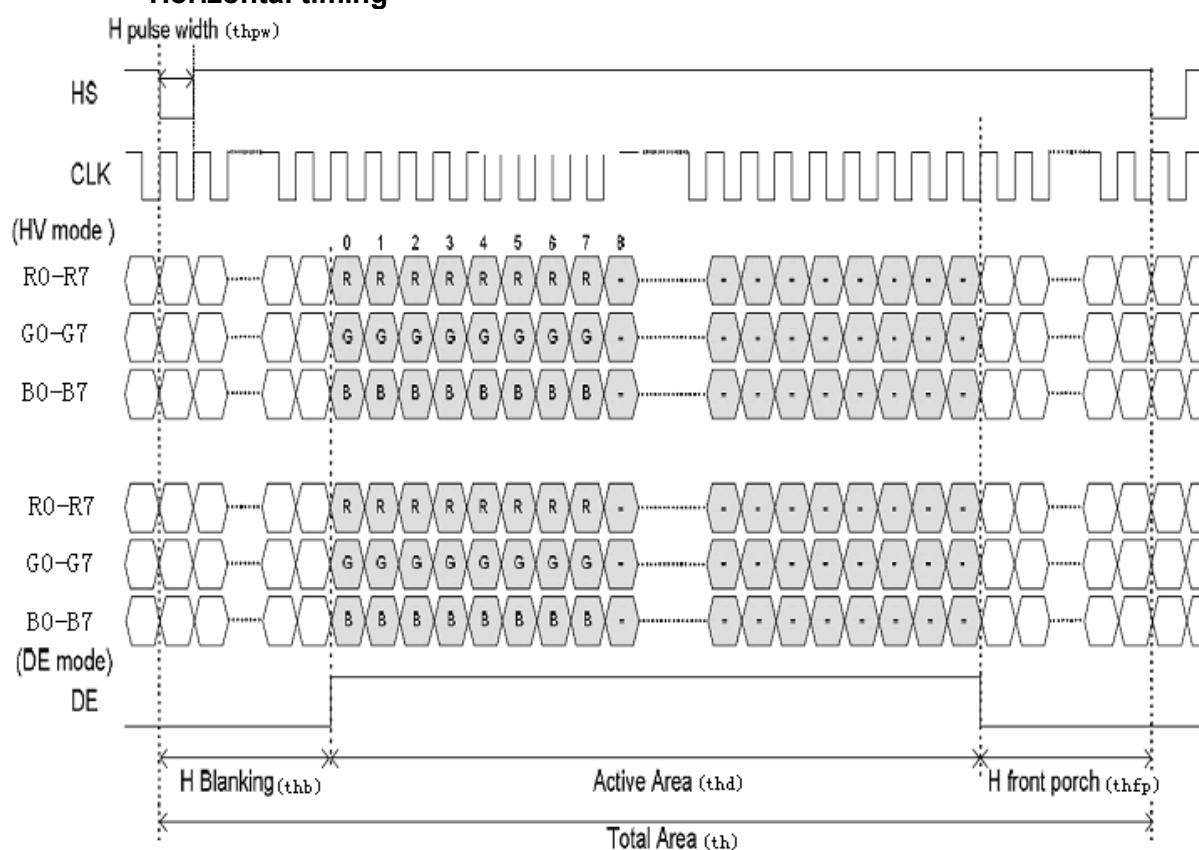 Horizontal timing
H pulse width (thpw)
HS
CLK
(HV mode )
0 1 2 3 4 5 6 7 8
R0-R7 R R R R R R R R - - - - - - - - -
G0-G7 G G G G G G G G - - - - - - - - -
B0-B7 B B B B B B B B - - - - - - - - -
R0-R7 R R R R R R R R - - - - - - - - -
G0-G7 G G G G G G G G - - - - - - - - -
B0-B7 B B B B B B B B - - - - - - - - -
(DE mode)
DE
H Blanking (thb) Active Area (thd) H front porch (thfp)
Total Area (th)